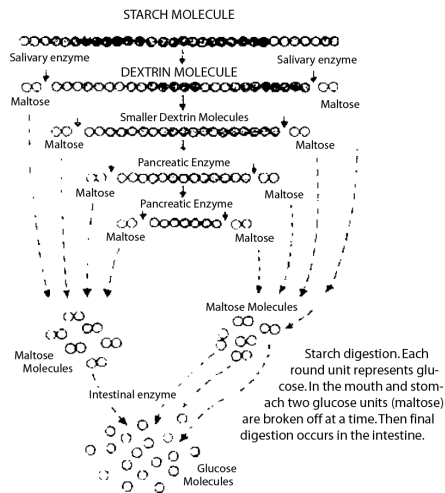 STARCH MOLECULE
Salivary enzyme
Salivary enzyme
DEXTRIN MOLECULE
Maltose
Maltose
Smaller Dextrin Molecules
Maltose
Maltose
Pancreatic Enzyme
Maltose
Maltose
Pancreatic Enzyme
Maltose
Maltose
Maltose Molecules
Maltose
Molecules
Intestinal enzyme
Starch digestion. Each
round unit represents glu-
cose. In the mouth and stom-
ach two glucose units (maltose)
are broken off at a time. Then final
digestion occurs in the intestine.
Glucose
Molecules